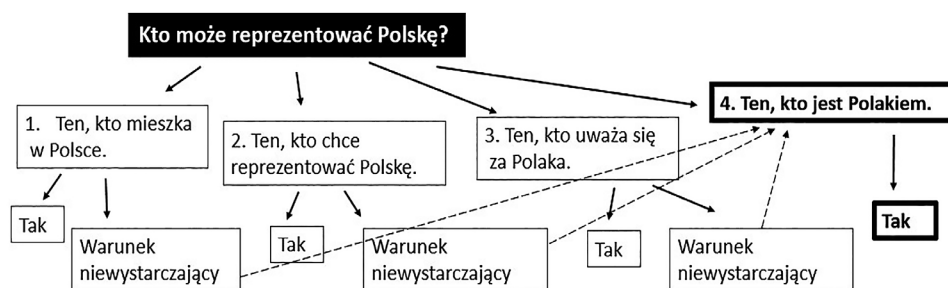 Kto może reprezentować Polskę?
1. Ten, kto mieszka
w Polsce.
2. Ten, kto chce
reprezentować Polskę.
3. Ten, kto uważa się
za Polaka.
4. Ten, kto jest Polakiem.
Tak
Warunek
niewystarczający
Tak
Warunek
niewystarczający
Tak
Warunek
niewystarczający
Tak